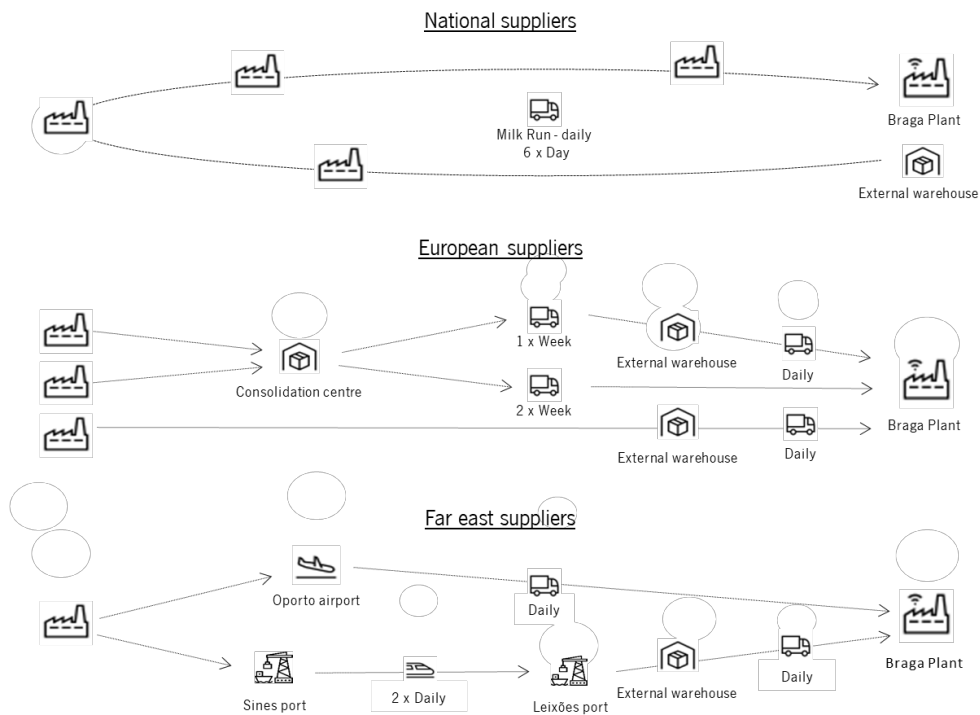 National suppliers
Braga Plant
Milk Run - daily
6 x Day
External warehouse
European suppliers
1 x Week
External warehouse
Daily
Consolidation centre
2 x Week
Braga Plant
External warehouse
Daily
Far east suppliers
Oporto airport
Daily
Braga Plant
Sines port
2 x Daily
Leixões port
External warehouse
Daily